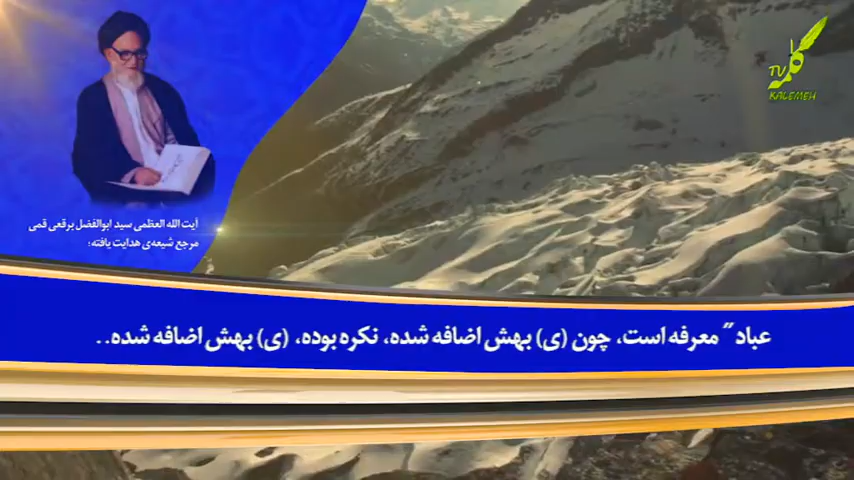 کلمه
TV
KALEMEH
آیت الله العظمی سید ابوالفضل برقعی قمی
مرجع شیعه‌ی هدایت یافته؛
عباد ً معرفه است، چون (ی) بهش اضافه شده، نکره بوده، (ی) بهش اضافه شده..